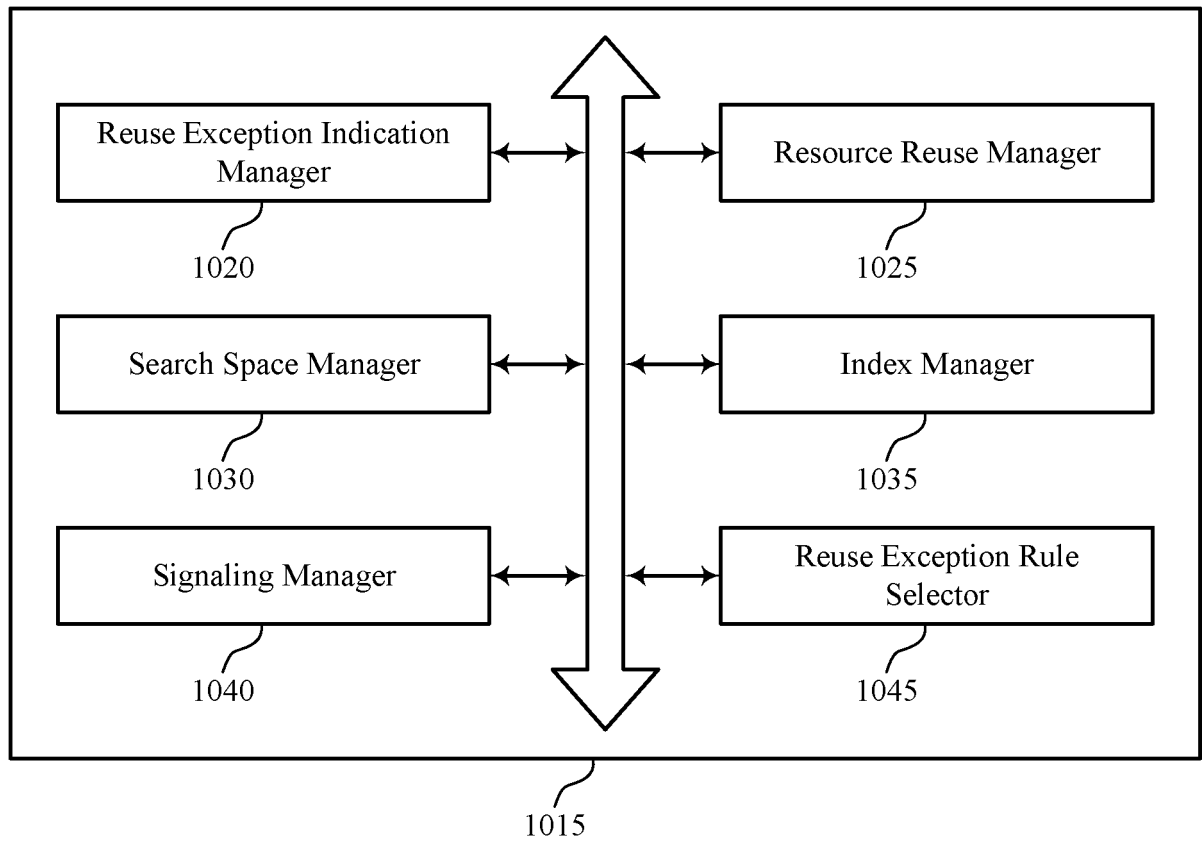 Reuse Exception Indication
Manager
1020
Resource Reuse Manager
1025
Search Space Manager
1030
Index Manager
1035
Signaling Manager
1040
Reuse Exception Rule
Selector
1045
1015